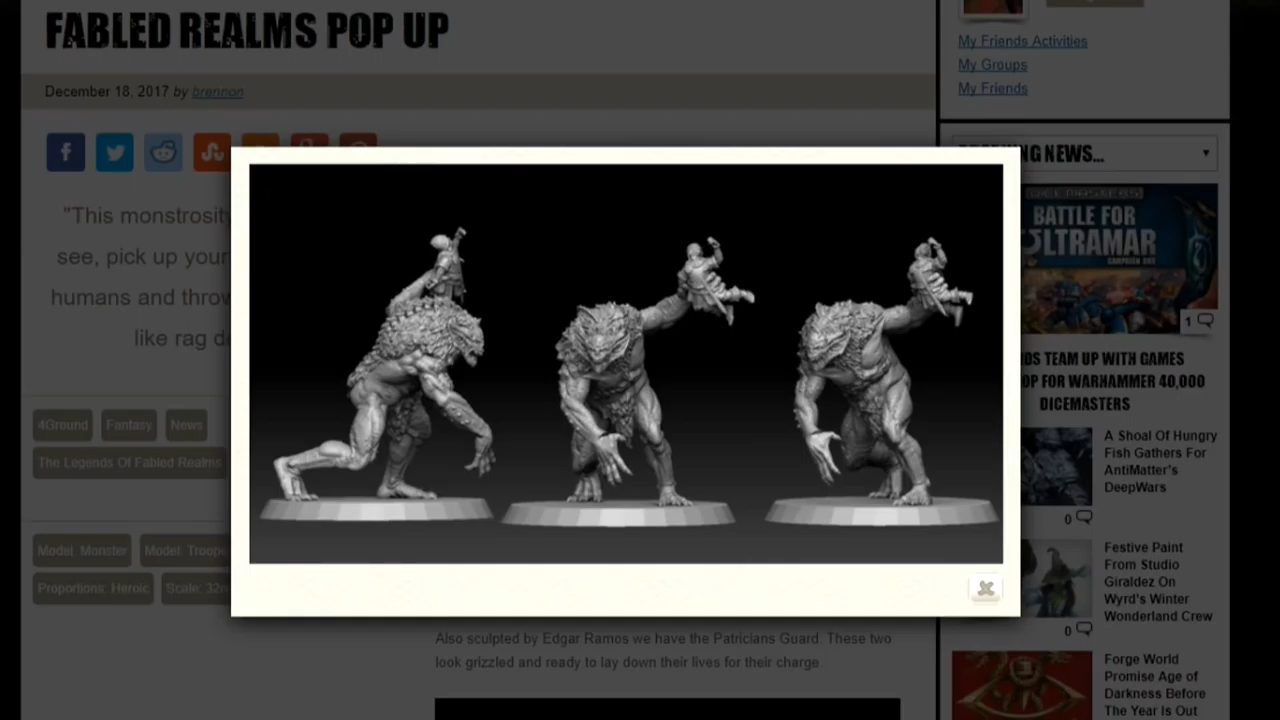 FABLED REALMS POP UP
December 18, 2017 by brennon
"This monstrosity
see, pick up your
humans and throw
like rag
4Ground
Fantasy
News
The Legends Of Fabled Realms
Model: Monster
Model:
Proportions: Heroic
Scale:
Also sculpted by Edgar Ramos we have the Patricians Guard. These two
look grizzled and ready to lay down their lives for their charge.
My Friends Activities
My Groups
My Friends
NEWS...
BATTLE FOR
ULTRAMAR
CAMPAIGN BOX
1
TEAM UP WITH GAMES
FOR WARHAMMER 40,000
DICEMASTERS
A Shoal Of Hungry
Fish Gathers For
AntiMatter's
DeepWars
0
Festive Paint
From Studio
Giraldez On
Wyrd's Winter
Wonderland Crew
0
Forge World
Promise Age of
Darkness Before
The Year Is Out